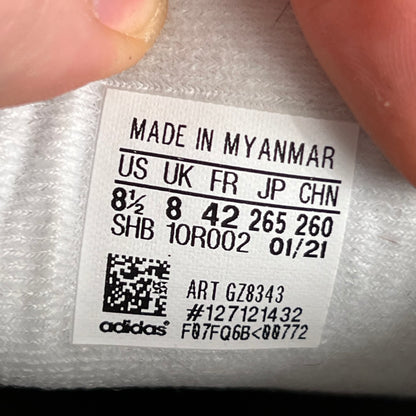 MADE IN MYANMAR
US UK FR JP CHN
8½ 8 42 265 260
SHB 10R002 01/21
ART GZ8343
#127121432
adidas F07FQ6B<00772